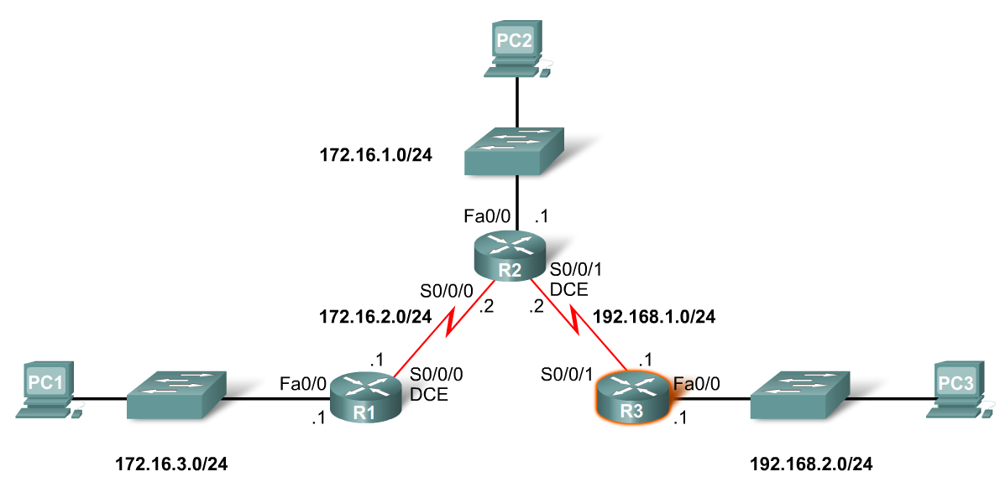 PC2
172.16.1.0/24
Fa0/0 .1
R2
S0/0/1
DCE
S0/0/0
.2 .2
172.16.2.0/24
192.168.1.0/24
.1 .1
PC1
Fa0/0
S0/0/0
DCE
R1
.1
S0/0/1
Fa0/0
R3
.1
PC3
172.16.3.0/24
192.168.2.0/24